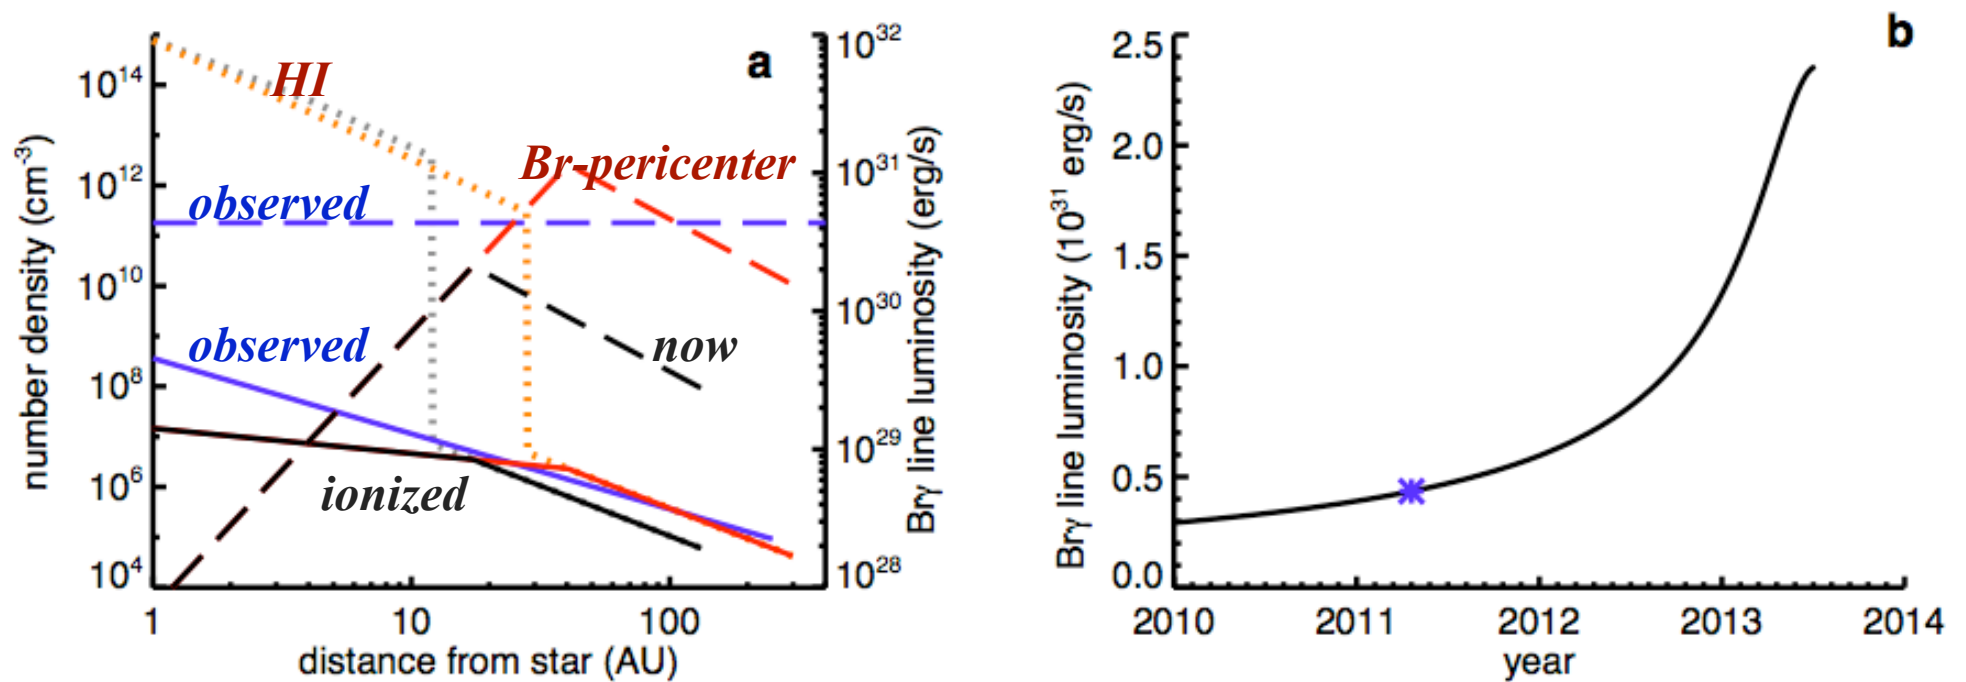 a
HI
Br-pericenter
observed
observed
now
ionized
10^14
10^12
10^10
10^8
10^6
10^4
number density (cm^-3)
10^32
10^31
10^30
10^29
10^28
Brγ line luminosity (erg/s)
1 10 100
distance from star (AU)
b
2.5
2.0
1.5
1.0
0.5
0.0
Brγ line luminosity (10^31 erg/s)
2010 2011 2012 2013 2014
year